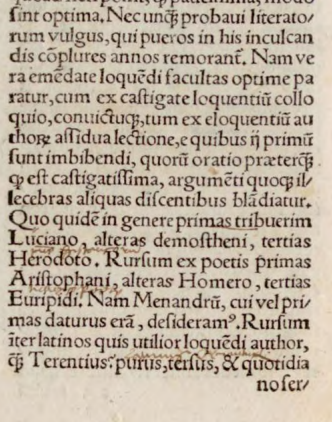 sint optima. Nec unq̃ probaui literato/
rum vulgus, qui pueros in his inculcan
dis cõplures annos remorant᷑. Nam ve
ra emẽdate loquẽdi facultas optime pa
ratur, cum ex castigate loquentiũ collo
quio, conuictuq;, tum ex eloquentiũ au
thorꝝ assidua lectione, e quibus ij primũ
sunt imbibendi, quorũ oratio præterq̃
ꝙ est castigatissima, argumẽti quoq; il/
lecebras aliquas discentibus blãdiatur.
Quo quidẽ in genere primas tribuerim
Luciano, alteras demostheni, tertias
Herodoto. Rursum ex poetis primas
Aristophani, alteras Homero, tertias
Euripidi. Nam Menandrũ, cui vel pri/
mas daturus erã, desideramꝰ. Rursum
ĩter latinos quis utilior loquẽdi author,
q̃ Terentius? purus, tersus, & quotidia
no ser/